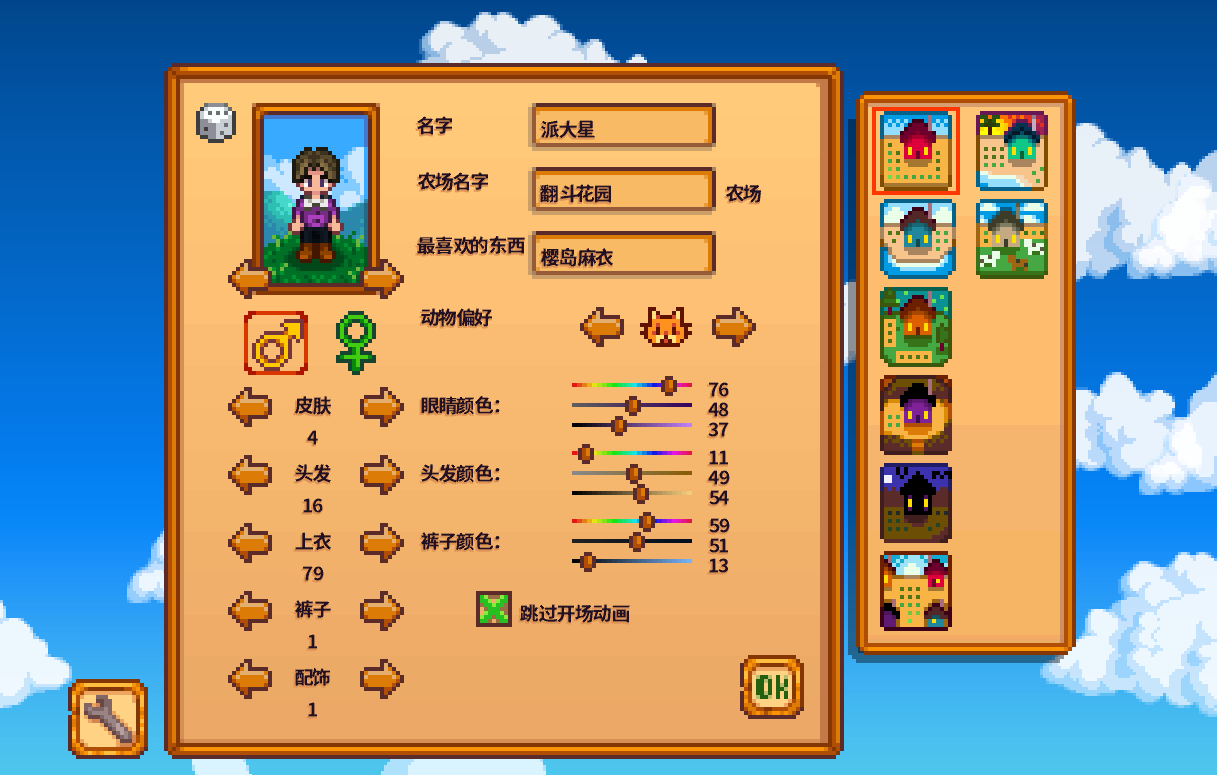 名字
派大星
农场名字
翻斗花园
农场
最喜欢的东西
樱岛麻衣
动物偏好
皮肤
4
眼睛颜色：
76
48
37
头发
16
头发颜色：
11
49
54
上衣
79
裤子颜色：
59
51
13
裤子
1
跳过开场动画
配饰
1
OK